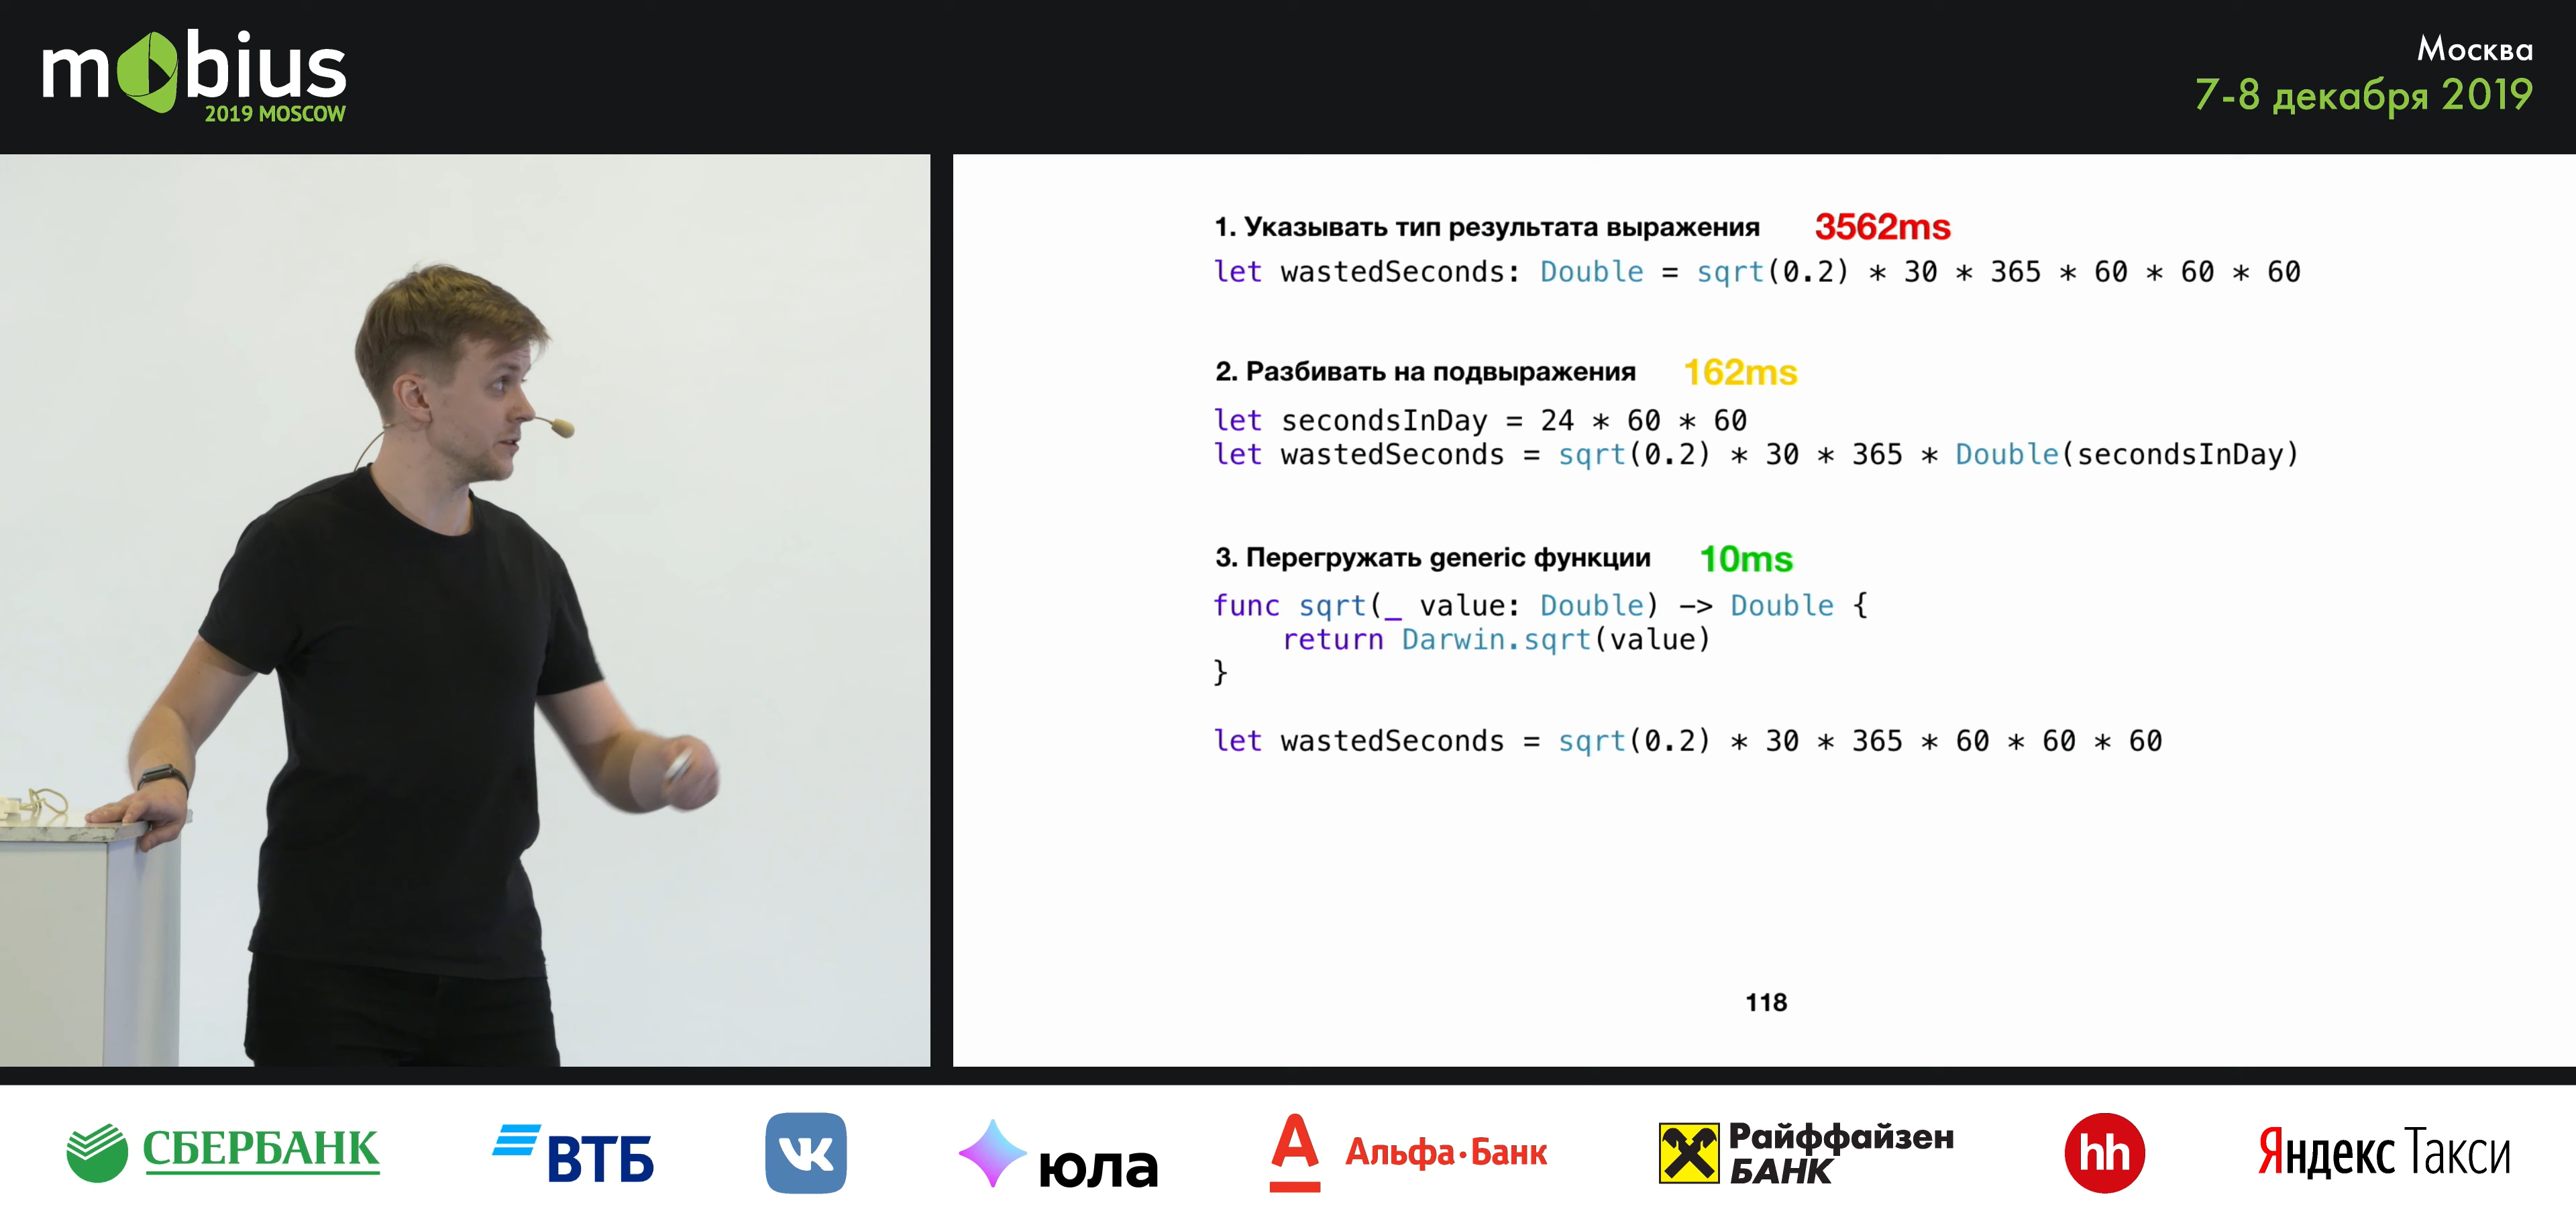 mobius
2019 MOSCOW
Москва
7-8 декабря 2019
1. Указывать тип результата выражения 3562ms
let wastedSeconds: Double = sqrt(0.2) * 30 * 365 * 60 * 60 * 60
2. Разбивать на подвыражения 162ms
let secondsInDay = 24 * 60 * 60
let wastedSeconds = sqrt(0.2) * 30 * 365 * Double(secondsInDay)
3. Перегружать generic функции 10ms
func sqrt(_ value: Double) -> Double {
return Darwin.sqrt(value)
}
let wastedSeconds = sqrt(0.2) * 30 * 365 * 60 * 60 * 60
118
СБЕРБАНК
ВТБ
VK
юла
А
Альфа·Банк
Райффайзен
БАНК
hh
Яндекс Такси